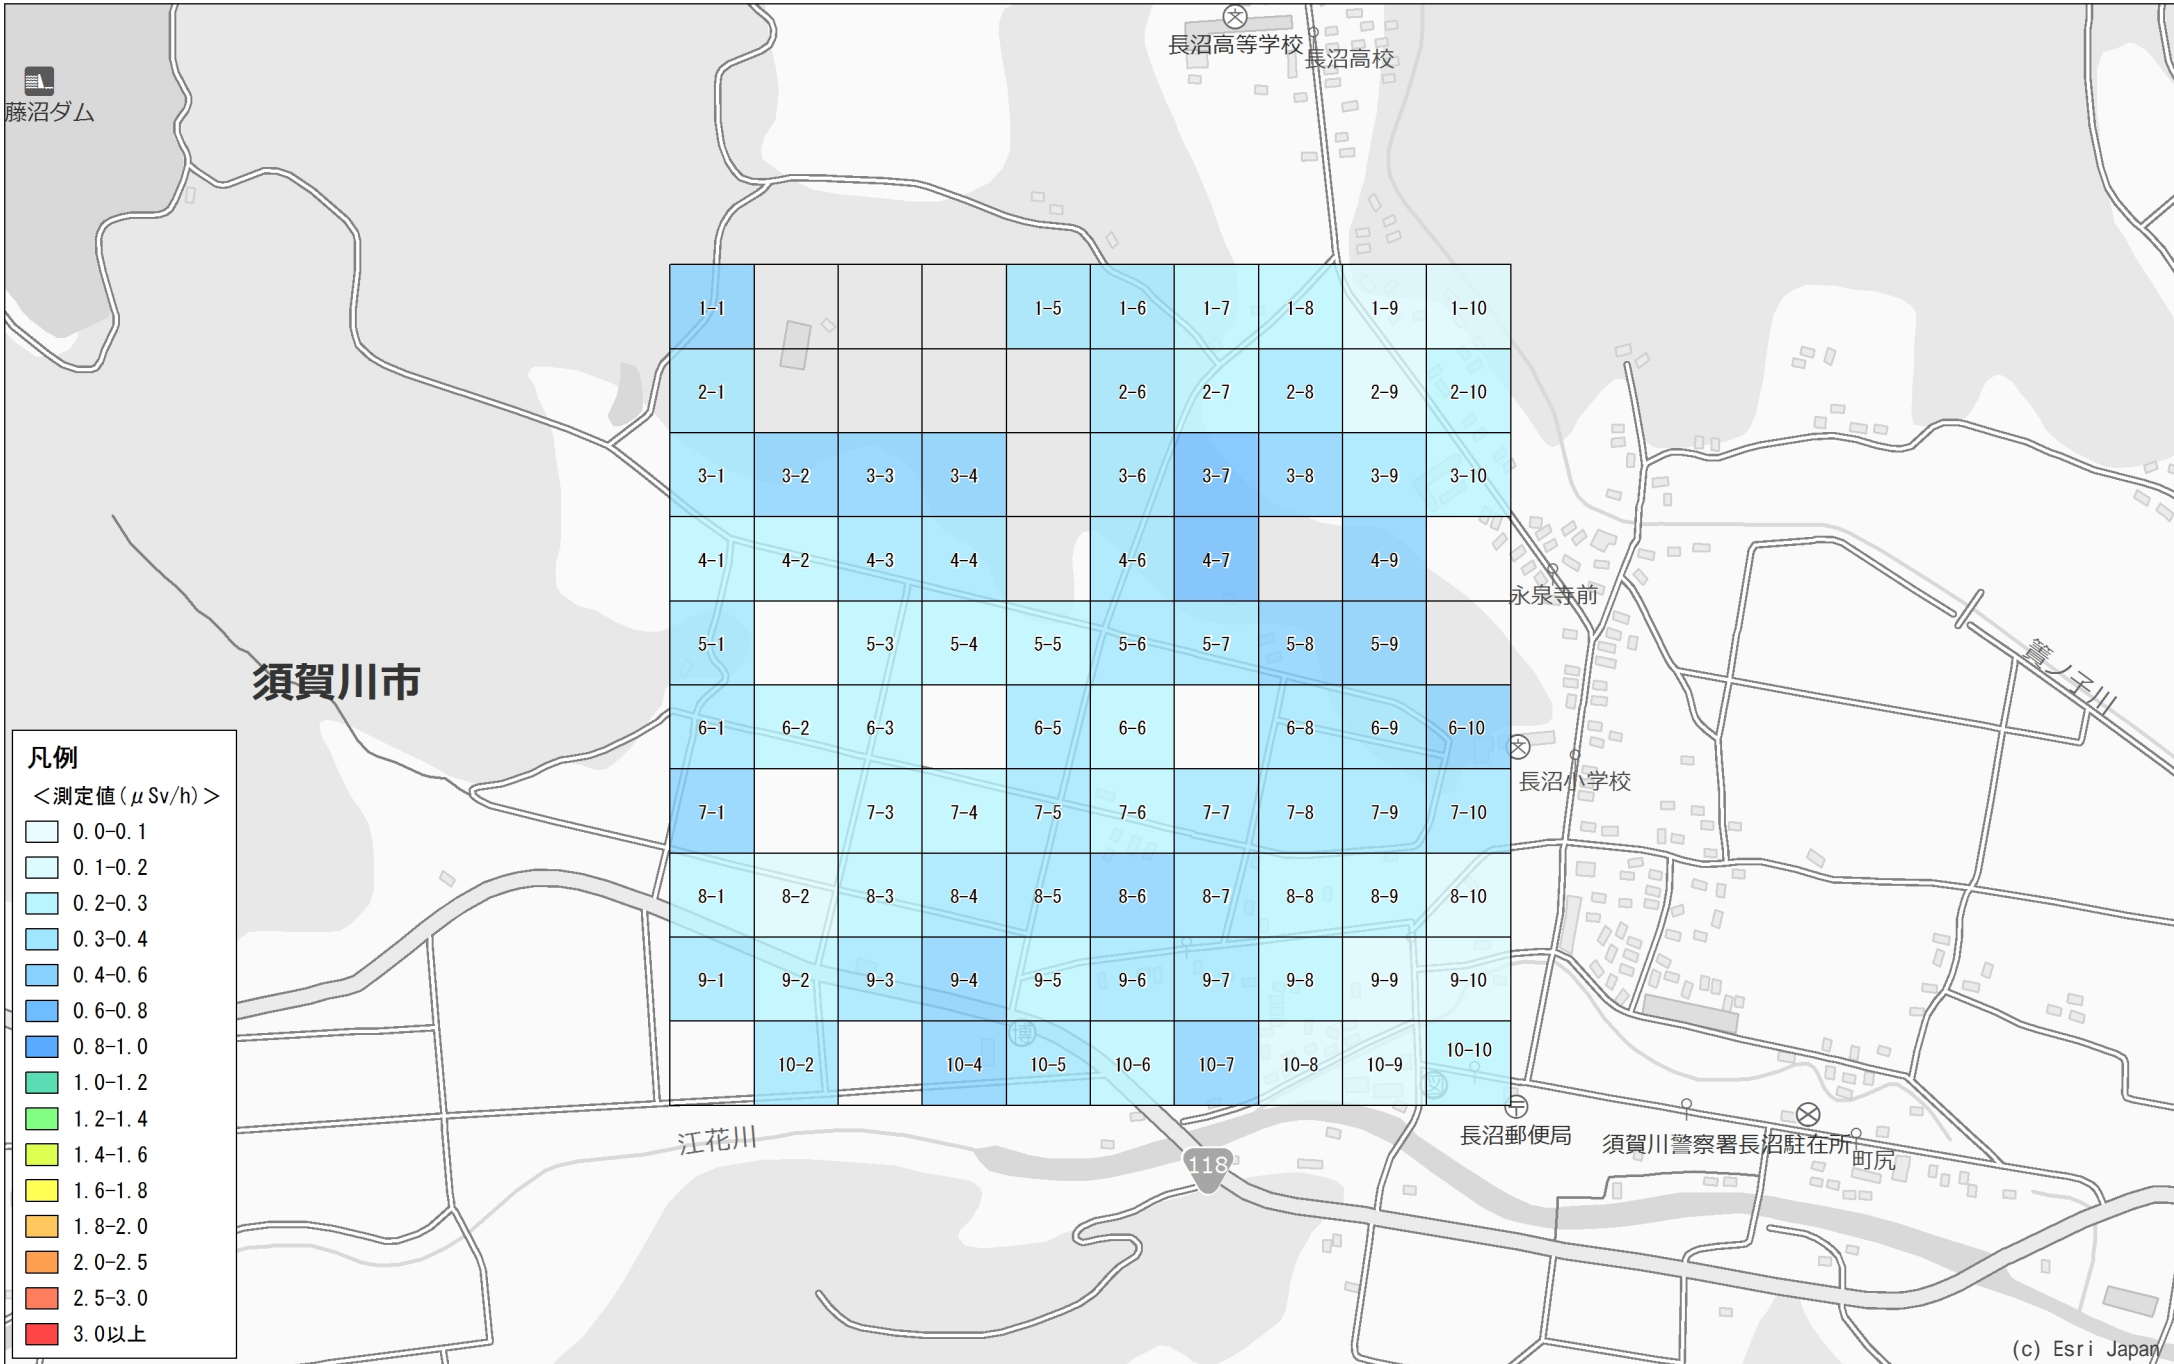 長沼高等学校
長沼高校
藤沼ダム
1-1 1-5 1-6 1-7 1-8 1-9 1-10
2-1 2-6 2-7 2-8 2-9 2-10
3-1 3-2 3-3 3-4 3-6 3-7 3-8 3-9 3-10
4-1 4-2 4-3 4-4 4-6 4-7 4-9
永泉寺前
5-1 5-3 5-4 5-5 5-6 5-7 5-8 5-9
簀ノ子川
須賀川市
6-1 6-2 6-3 6-5 6-6 6-8 6-9 6-10
長沼小学校
7-1 7-3 7-4 7-5 7-6 7-7 7-8 7-9 7-10
8-1 8-2 8-3 8-4 8-5 8-6 8-7 8-8 8-9 8-10
9-1 9-2 9-3 9-4 9-5 9-6 9-7 9-8 9-9 9-10
博
10-2 10-4 10-5 10-6 10-7 10-8 10-9 10-10
江花川
長沼郵便局
須賀川警察署長沼駐在所
町尻
118
凡例
<測定値(μSv/h)>
0.0-0.1
0.1-0.2
0.2-0.3
0.3-0.4
0.4-0.6
0.6-0.8
0.8-1.0
1.0-1.2
1.2-1.4
1.4-1.6
1.6-1.8
1.8-2.0
2.0-2.5
2.5-3.0
3.0以上
(c) Esri Japan